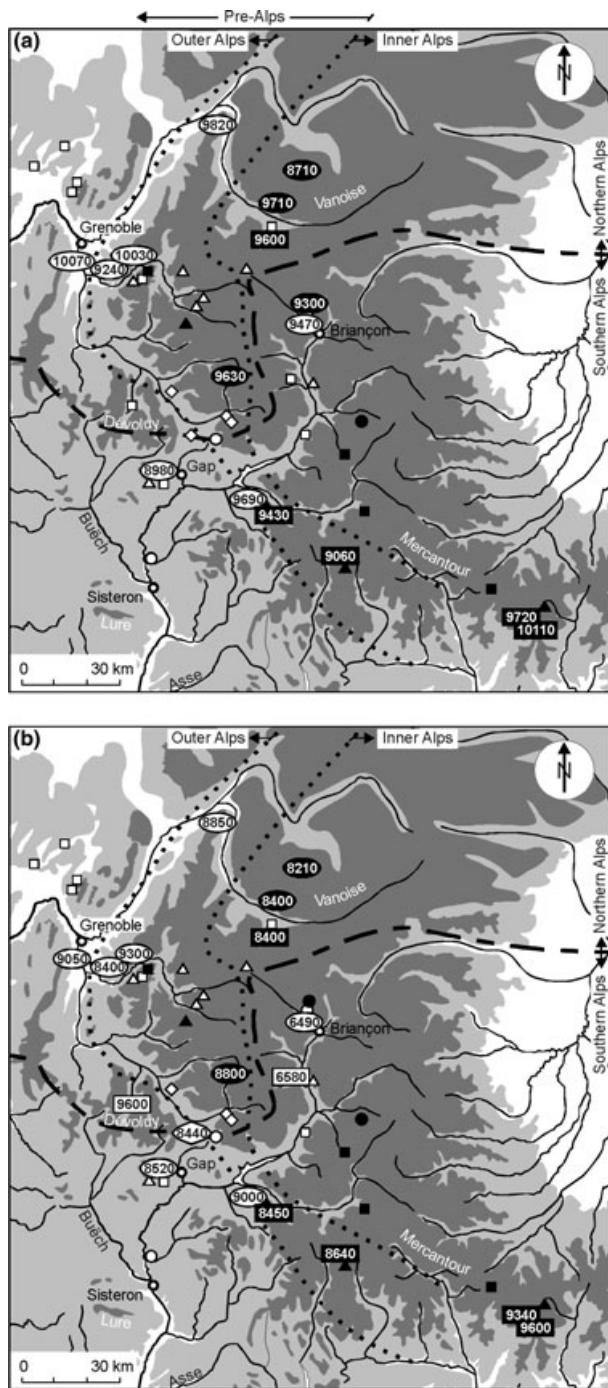 Pre-Alps
(a)
Outer Alps
Inner Alps
N
9820
8710
9710
Vanoise
9600
Northern Alps
Southern Alps
Grenoble
10070
9240
10030
9300
9470
Briançon
9630
Dévoluy
8980
Gap
9690
9430
Buëch
Mercantour
9060
Sisteron
9720
10110
Lure
0 30 km
Asse
(b)
Outer Alps
Inner Alps
N
8850
8210
8400
Vanoise
8400
Northern Alps
Southern Alps
Grenoble
9050
8400
9300
6490
Briançon
8800
6580
9600
Dévoluy
8440
8520
Gap
9000
8450
Buëch
Mercantour
8640
Sisteron
9340
9600
Lure
0 30 km
Asse